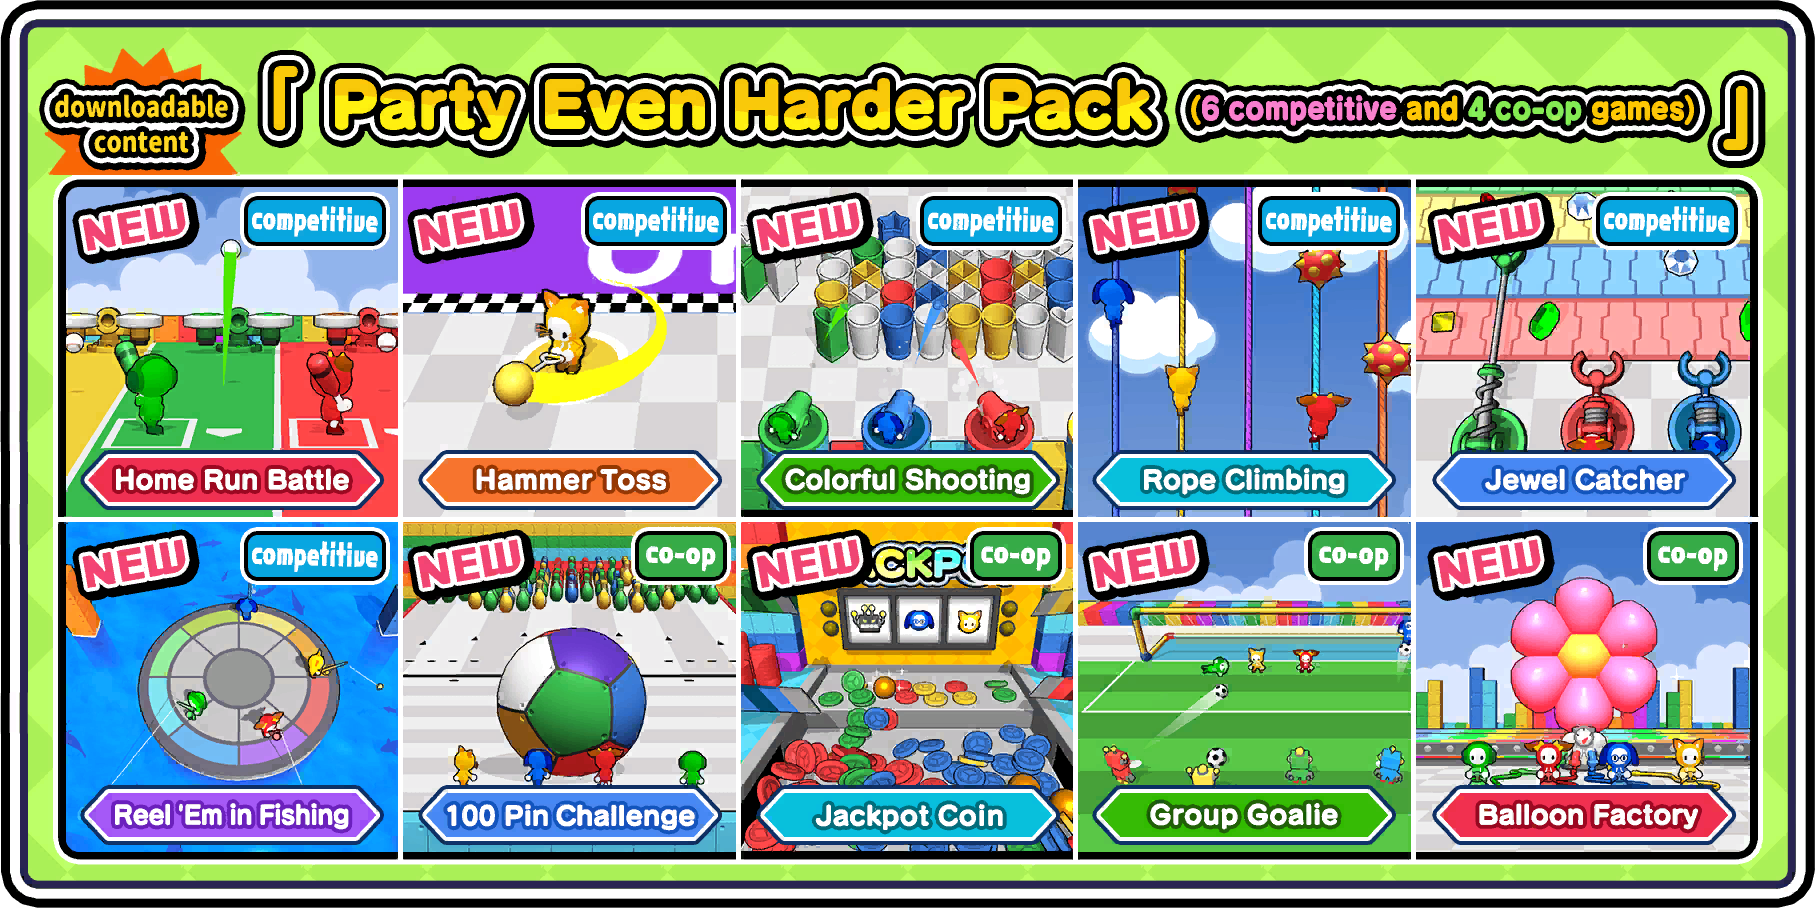 downloadable
content
「Party Even Harder Pack (6 competitive and 4 co-op games)」
NEW competitive
NEW competitive
NEW competitive
NEW competitive
NEW competitive
Home Run Battle
Hammer Toss
Colorful Shooting
Rope Climbing
Jewel Catcher
NEW competitive
NEW co-op
NEW co-op
NEW co-op
NEW co-op
Reel 'Em in Fishing
100 Pin Challenge
Jackpot Coin
Group Goalie
Balloon Factory